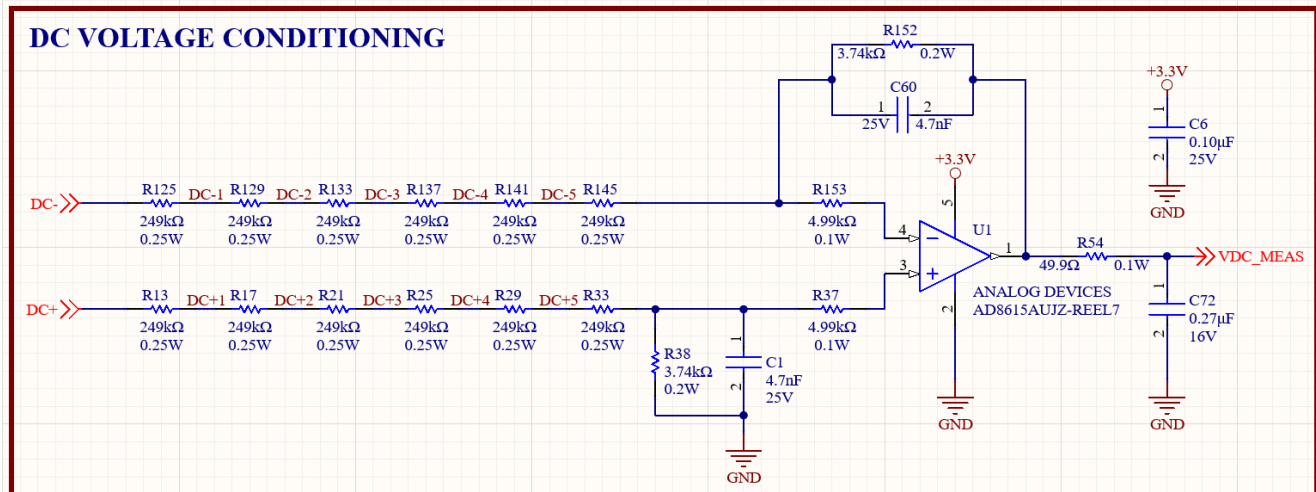 DC VOLTAGE CONDITIONING
R152
3.74kΩ 0.2W
C60
1 2
25V 4.7nF
+3.3V
1
C6
0.10µF
2
25V
GND
+3.3V
R125 DC-1 R129 DC-2 R133 DC-3 R137 DC-4 R141 DC-5 R145 R153
DC-
249kΩ 249kΩ 249kΩ 249kΩ 249kΩ 249kΩ 4.99kΩ
0.25W 0.25W 0.25W 0.25W 0.25W 0.25W 0.1W
5
U1
4
3
1
2
R54
49.9Ω 0.1W
VDC_MEAS
ANALOG DEVICES
AD8615AUJZ-REEL7
R13 DC+1 R17 DC+2 R21 DC+3 R25 DC+4 R29 DC+5 R33 R37
DC+
249kΩ 249kΩ 249kΩ 249kΩ 249kΩ 249kΩ 4.99kΩ
0.25W 0.25W 0.25W 0.25W 0.25W 0.25W 0.1W
1
C72
0.27µF
2
16V
R38
3.74kΩ
0.2W
1
C1
2
4.7nF
25V
GND
GND
GND